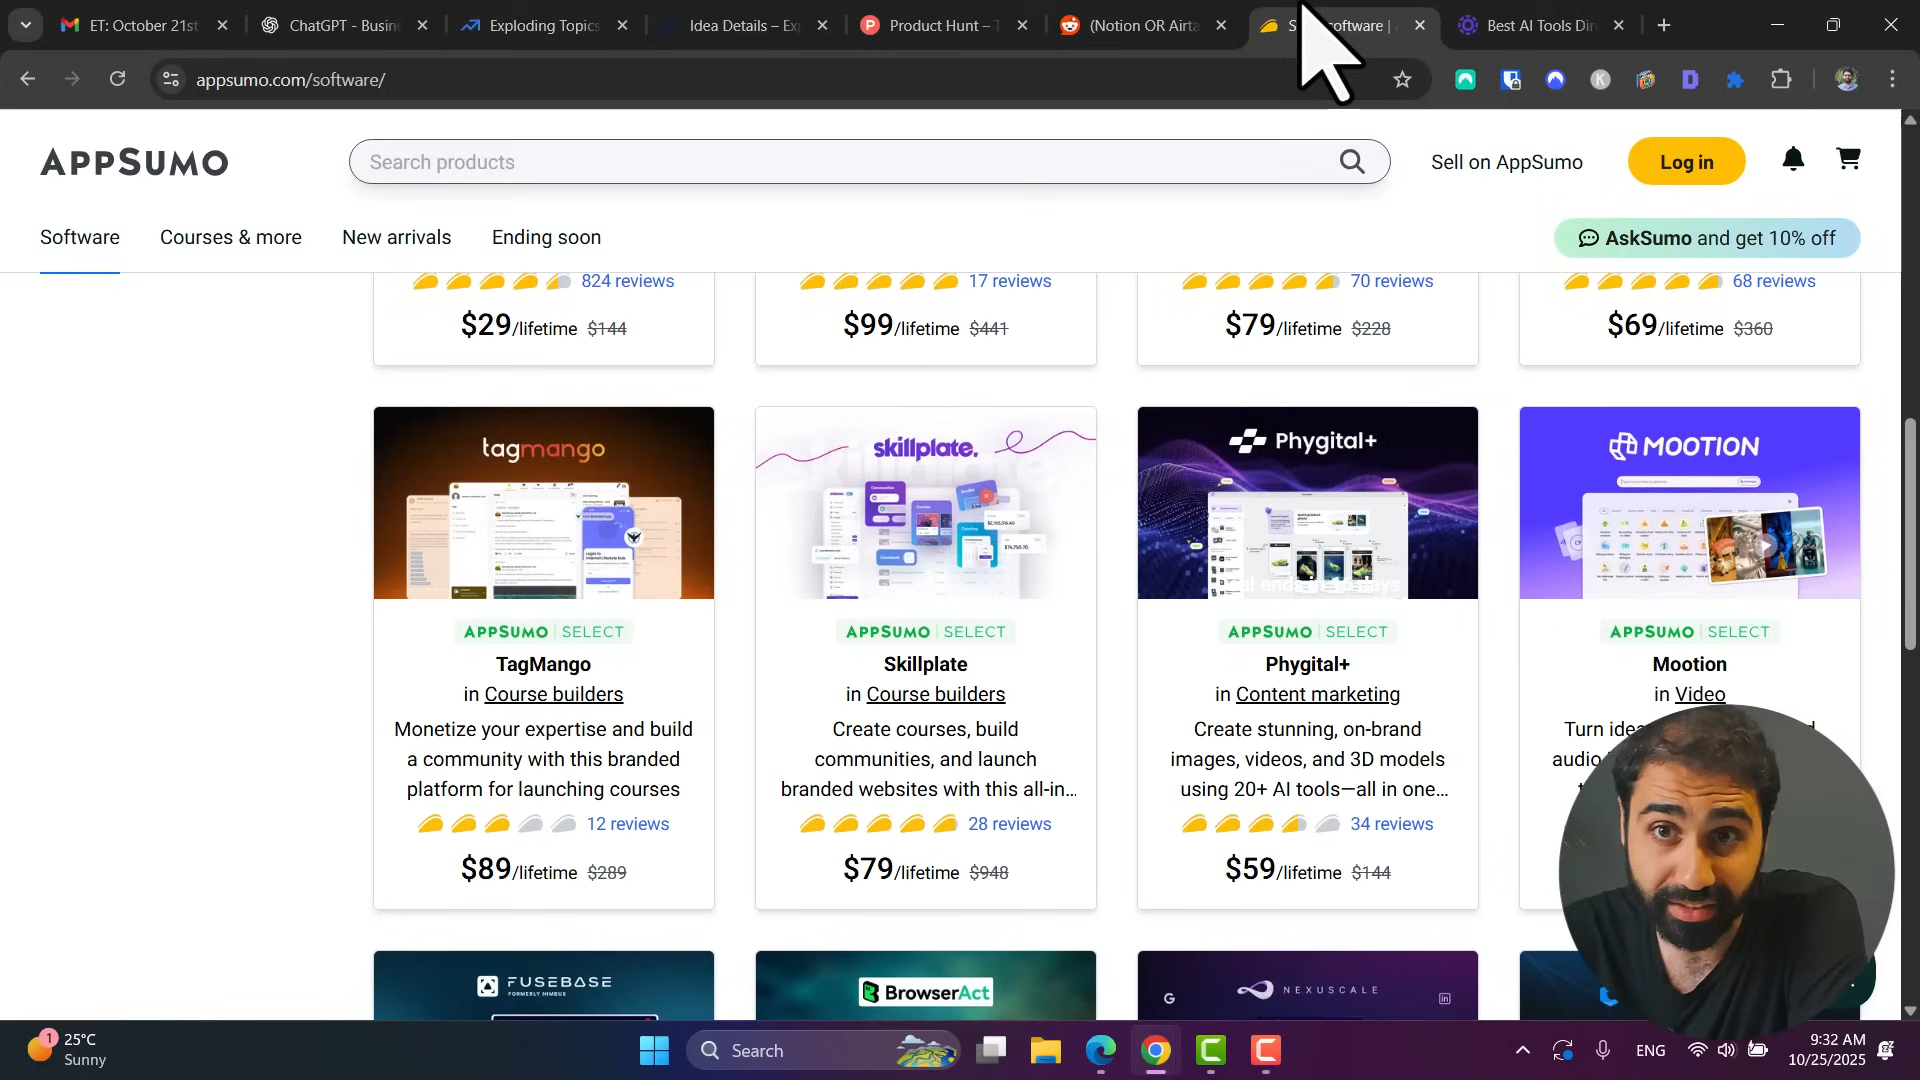 ET: October 21st
ChatGPT - Busin
Exploding Topics
Idea Details – Ex
Product Hunt – T
(Notion OR Airta
software |
Best AI Tools Dir
appsumo.com/software/
APPSUMO
Search products
Sell on AppSumo
Log in
Software
Courses & more
New arrivals
Ending soon
AskSumo and get 10% off
824 reviews
17 reviews
70 reviews
68 reviews
$29/lifetime $144
$99/lifetime $441
$79/lifetime $228
$69/lifetime $360
tagmango
skillplate.
Phygital+
MOOTION
APPSUMO | SELECT
APPSUMO | SELECT
APPSUMO | SELECT
APPSUMO | SELECT
TagMango
in Course builders
Monetize your expertise and build
a community with this branded
platform for launching courses
12 reviews
$89/lifetime $289
Skillplate
in Course builders
Create courses, build
communities, and launch
branded websites with this all-in...
28 reviews
$79/lifetime $948
Phygital+
in Content marketing
Create stunning, on-brand
images, videos, and 3D models
using 20+ AI tools—all in one...
34 reviews
$59/lifetime $144
Mootion
in Video
Turn
audio
FUSEBASE
FORMERLY NIMBUS
BrowserAct
NEXUSCALE
1
25°C
Sunny
Search
ENG
9:32 AM
10/25/2025